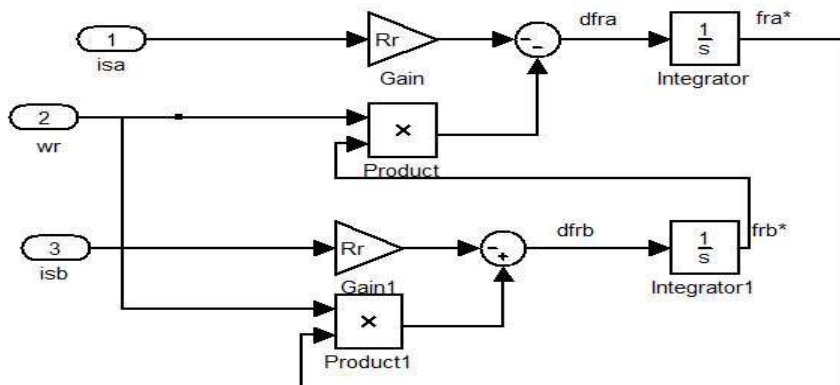 1
isa
Rr
Gain
-
-
dfra
1
s
Integrator
fra*
2
wr
×
Product
3
isb
Rr
Gain1
-
+
dfrb
1
s
Integrator1
frb*
×
Product1